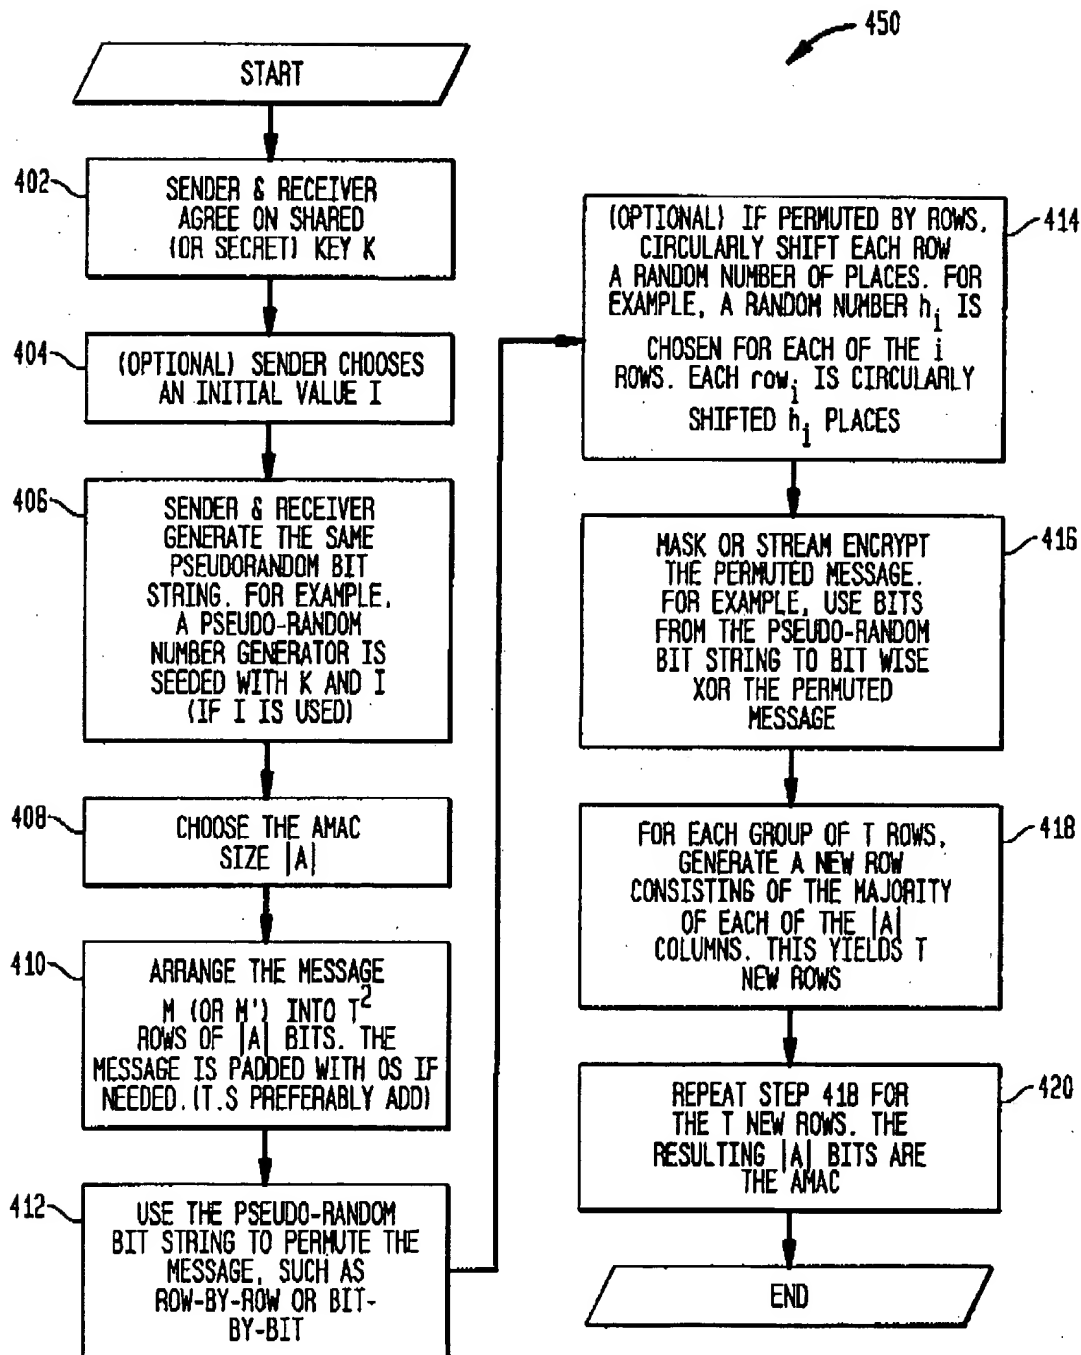 450
START
402
SENDER & RECEIVER
AGREE ON SHARED
(OR SECRET) KEY K
404
(OPTIONAL) SENDER CHOOSES
AN INITIAL VALUE I
406
SENDER & RECEIVER
GENERATE THE SAME
PSEUDORANDOM BIT
STRING. FOR EXAMPLE,
A PSEUDO-RANDOM
NUMBER GENERATOR IS
SEEDED WITH K AND I
(IF I IS USED)
408
CHOOSE THE AMAC
SIZE |A|
410
ARRANGE THE MESSAGE
M (OR M') INTO T²
ROWS OF |A| BITS. THE
MESSAGE IS PADDED WITH 0S IF
NEEDED.(T.S PREFERABLY ADD)
412
USE THE PSEUDO-RANDOM
BIT STRING TO PERMUTE THE
MESSAGE, SUCH AS
ROW-BY-ROW OR BIT-
BY-BIT
414
(OPTIONAL) IF PERMUTED BY ROWS,
CIRCULARLY SHIFT EACH ROW
A RANDOM NUMBER OF PLACES. FOR
EXAMPLE, A RANDOM NUMBER hᵢ IS
CHOSEN FOR EACH OF THE i
ROWS. EACH rowᵢ IS CIRCULARLY
SHIFTED hᵢ PLACES
416
MASK OR STREAM ENCRYPT
THE PERMUTED MESSAGE.
FOR EXAMPLE, USE BITS
FROM THE PSEUDO-RANDOM
BIT STRING TO BIT WISE
XOR THE PERMUTED
MESSAGE
418
FOR EACH GROUP OF T ROWS,
GENERATE A NEW ROW
CONSISTING OF THE MAJORITY
OF EACH OF THE |A|
COLUMNS. THIS YIELDS T
NEW ROWS
420
REPEAT STEP 418 FOR
THE T NEW ROWS. THE
RESULTING |A| BITS ARE
THE AMAC
END